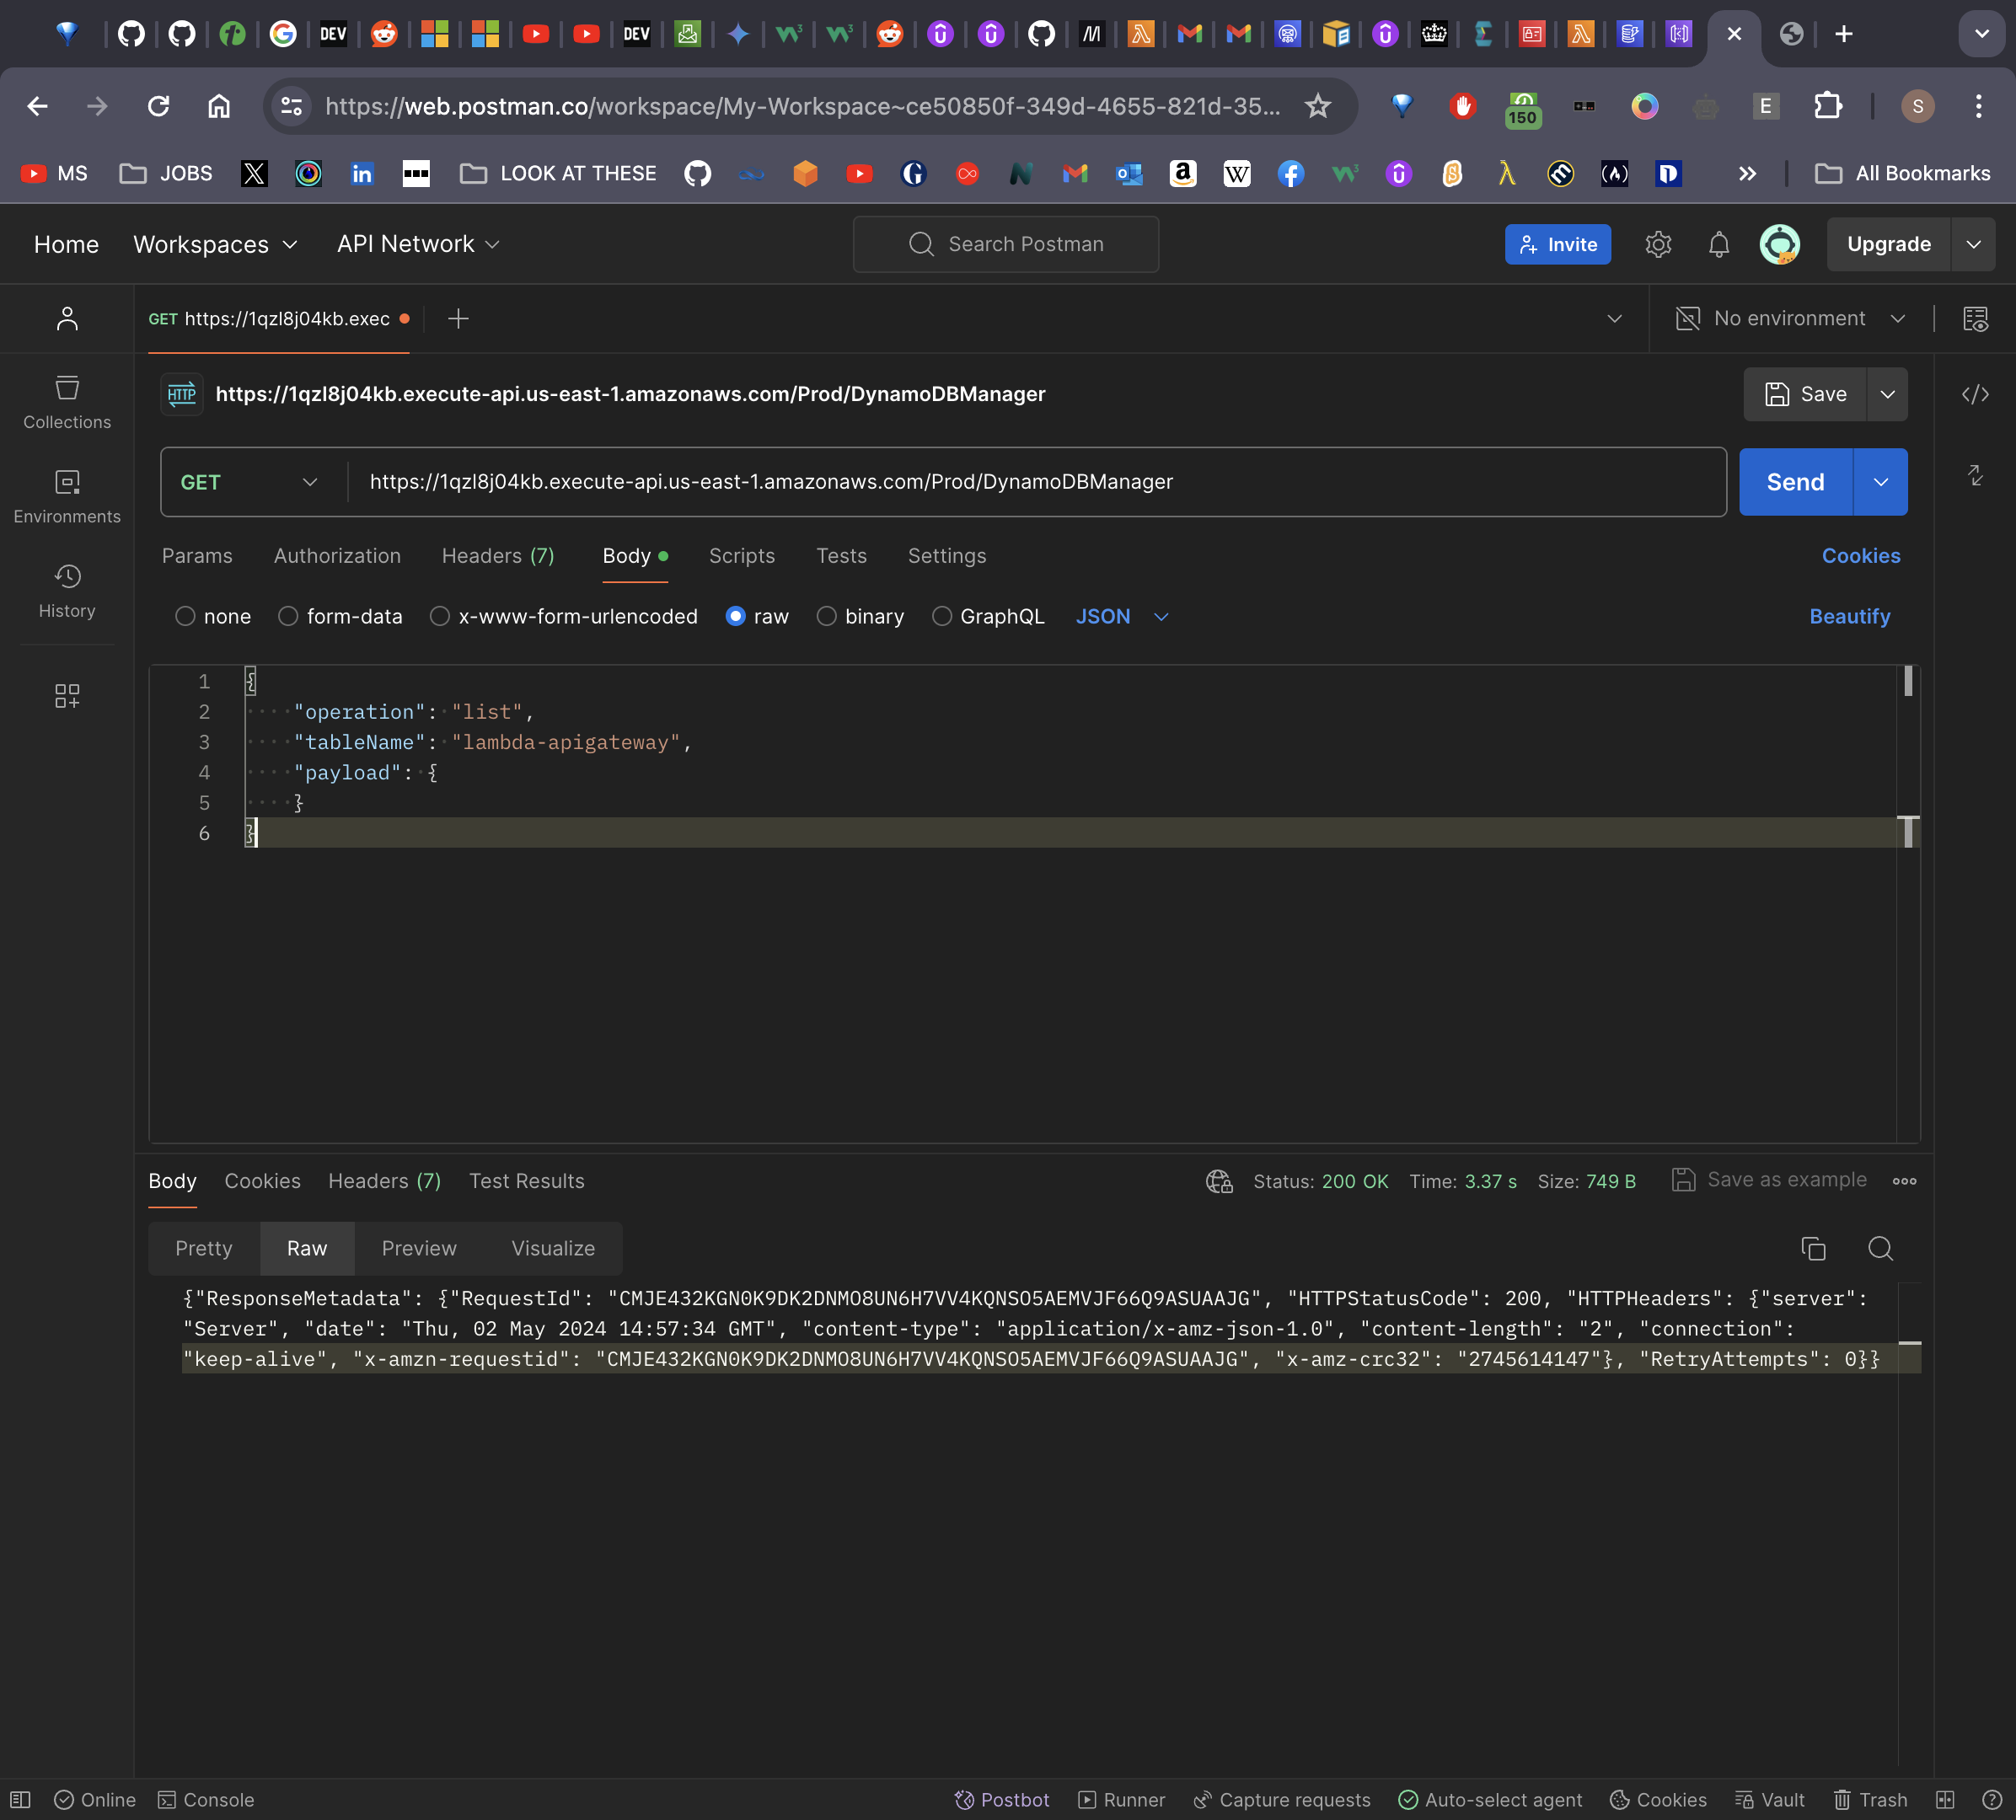 DEV
DEV
https://web.postman.co/workspace/My-Workspace~ce50850f-349d-4655-821d-35...
150
E
S
MS
JOBS
LOOK AT THESE
All Bookmarks
Home
Workspaces
API Network
Search Postman
Invite
Upgrade
GET https://1qzl8j04kb.exec
No environment
Collections
Environments
History
HTTP
https://1qzl8j04kb.execute-api.us-east-1.amazonaws.com/Prod/DynamoDBManager
Save
GET
https://1qzl8j04kb.execute-api.us-east-1.amazonaws.com/Prod/DynamoDBManager
Send
Params Authorization Headers (7) Body Scripts Tests Settings Cookies
none form-data x-www-form-urlencoded raw binary GraphQL JSON Beautify
1 {
2 "operation": "list",
3 "tableName": "lambda-apigateway",
4 "payload": {
5 }
6 }
Body Cookies Headers (7) Test Results Status: 200 OK Time: 3.37 s Size: 749 B Save as example
Pretty Raw Preview Visualize
{"ResponseMetadata": {"RequestId": "CMJE432KGN0K9DK2DNMO8UN6H7VV4KQNSO5AEMVJF66Q9ASUAAJG", "HTTPStatusCode": 200, "HTTPHeaders": {"server":
"Server", "date": "Thu, 02 May 2024 14:57:34 GMT", "content-type": "application/x-amz-json-1.0", "content-length": "2", "connection":
"keep-alive", "x-amzn-requestid": "CMJE432KGN0K9DK2DNMO8UN6H7VV4KQNSO5AEMVJF66Q9ASUAAJG", "x-amz-crc32": "2745614147"}, "RetryAttempts": 0}}
Online Console Postbot Runner Capture requests Auto-select agent Cookies Vault Trash